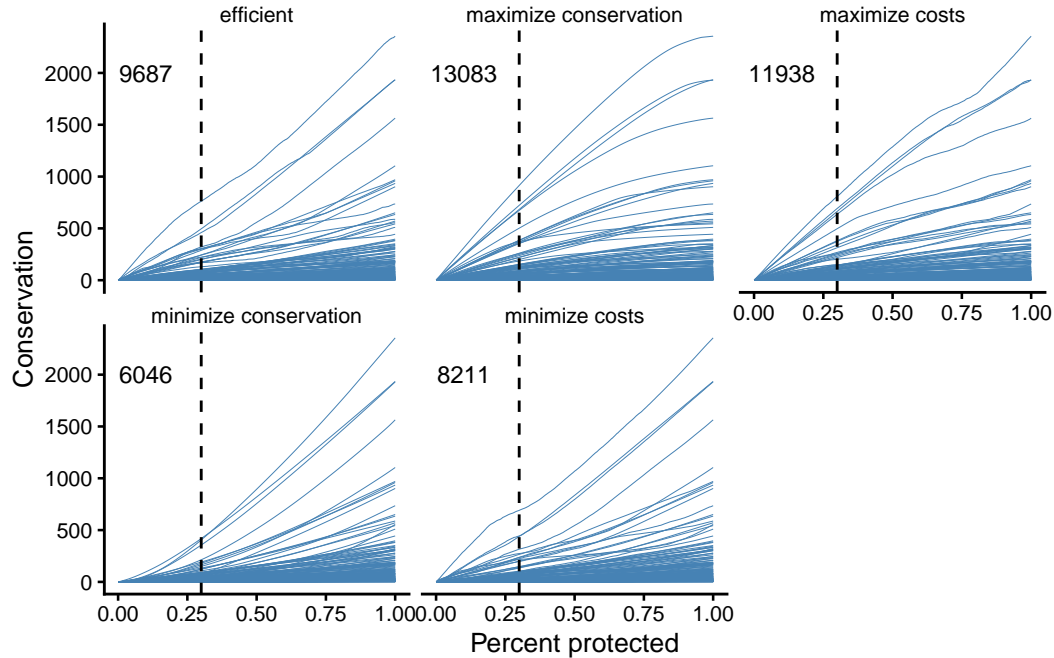 efficient
maximize conservation
maximize costs
9687
13083
11938
2000
1500
1000
500
0
0.00 0.25 0.50 0.75 1.00
minimize conservation
minimize costs
6046
8211
2000
1500
1000
500
0
0.00 0.25 0.50 0.75 1.00
0.00 0.25 0.50 0.75 1.00
Conservation
Percent protected